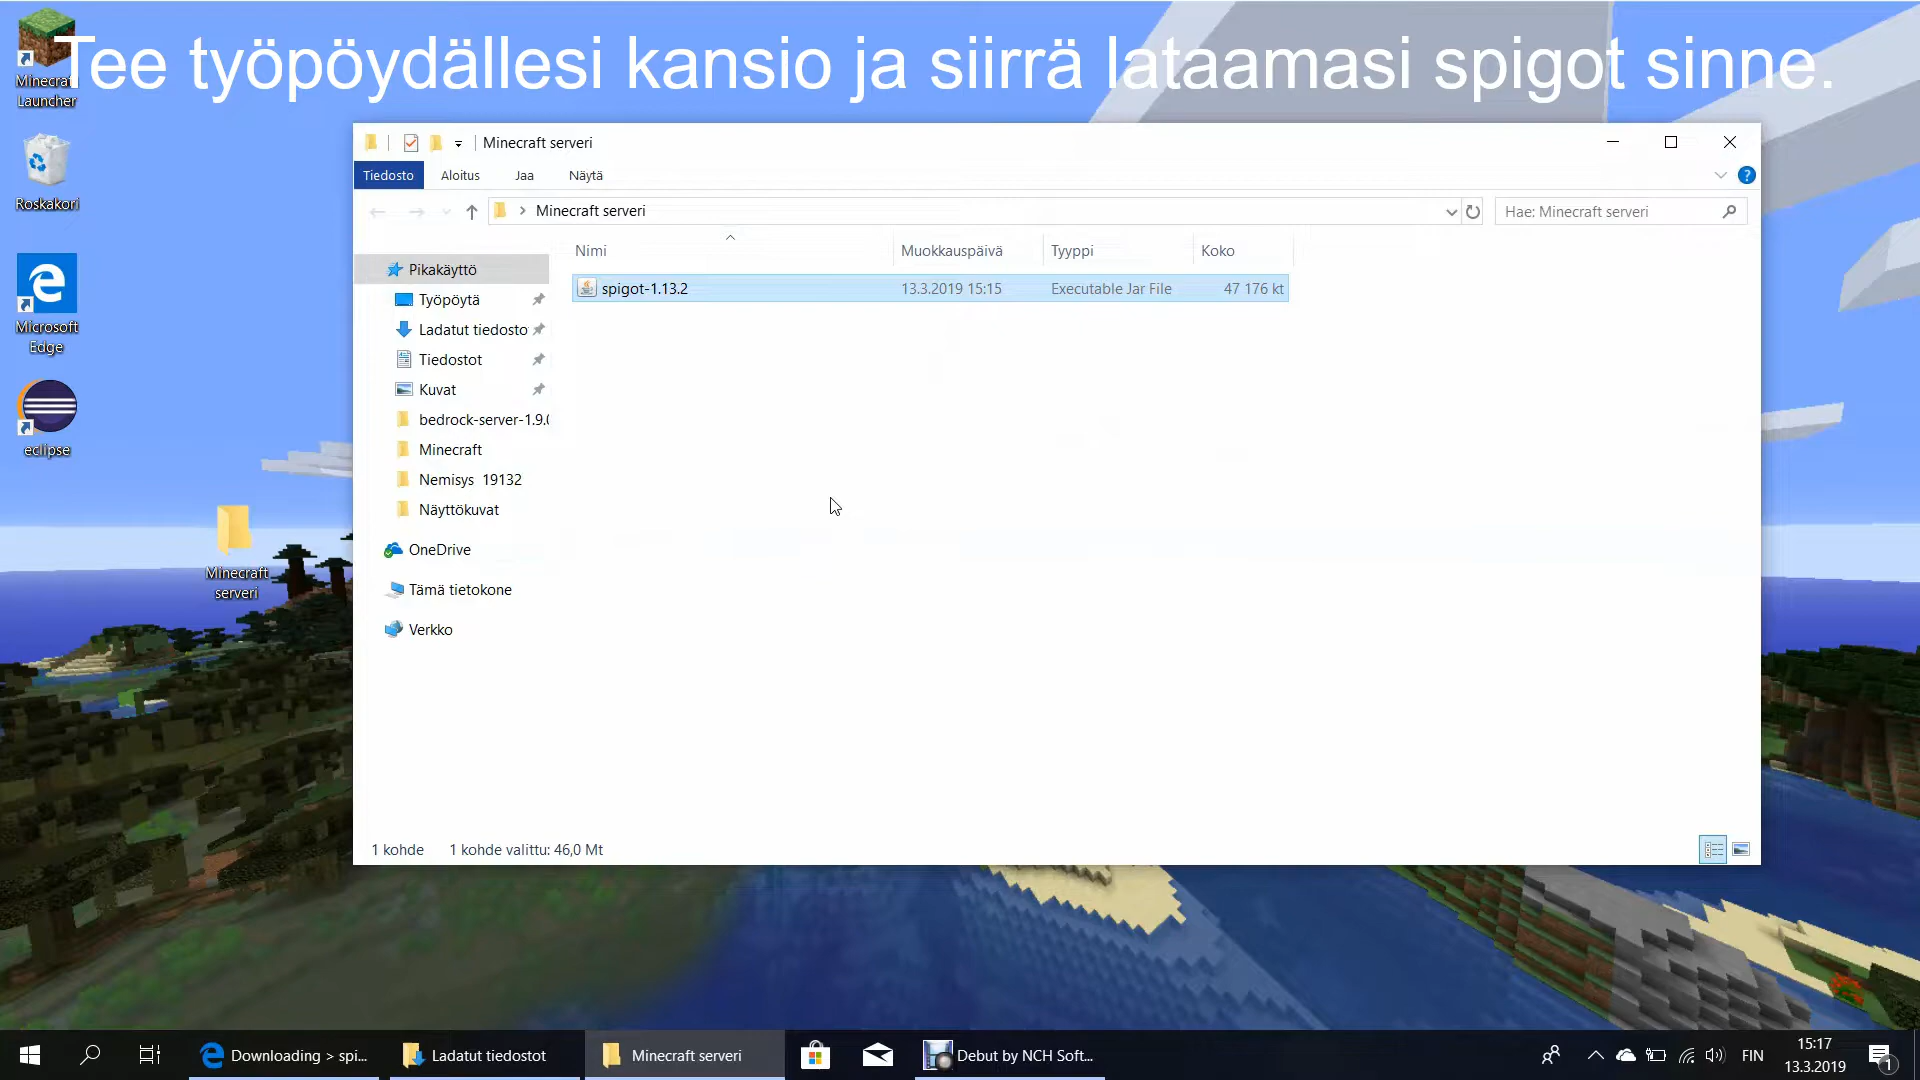 Tee työpöydällesi kansio ja siirrä lataamasi spigot sinne.
Minecraft
Launcher
Roskakori
Microsoft
Edge
eclipse
Minecraft
serveri
Minecraft serveri
Tiedosto Aloitus Jaa Näytä
Minecraft serveri
Hae: Minecraft serveri
Nimi Muokkauspäivä Tyyppi Koko
spigot-1.13.2 13.3.2019 15:15 Executable Jar File 47 176 kt
Pikakäyttö
Työpöytä
Ladatut tiedosto
Tiedostot
Kuvat
bedrock-server-1.9.0
Minecraft
Nemisys 19132
Näyttökuvat
OneDrive
Tämä tietokone
Verkko
1 kohde 1 kohde valittu: 46,0 Mt
Downloading > spi...
Ladatut tiedostot
Minecraft serveri
Debut by NCH Soft...
FIN
15:17
13.3.2019
1